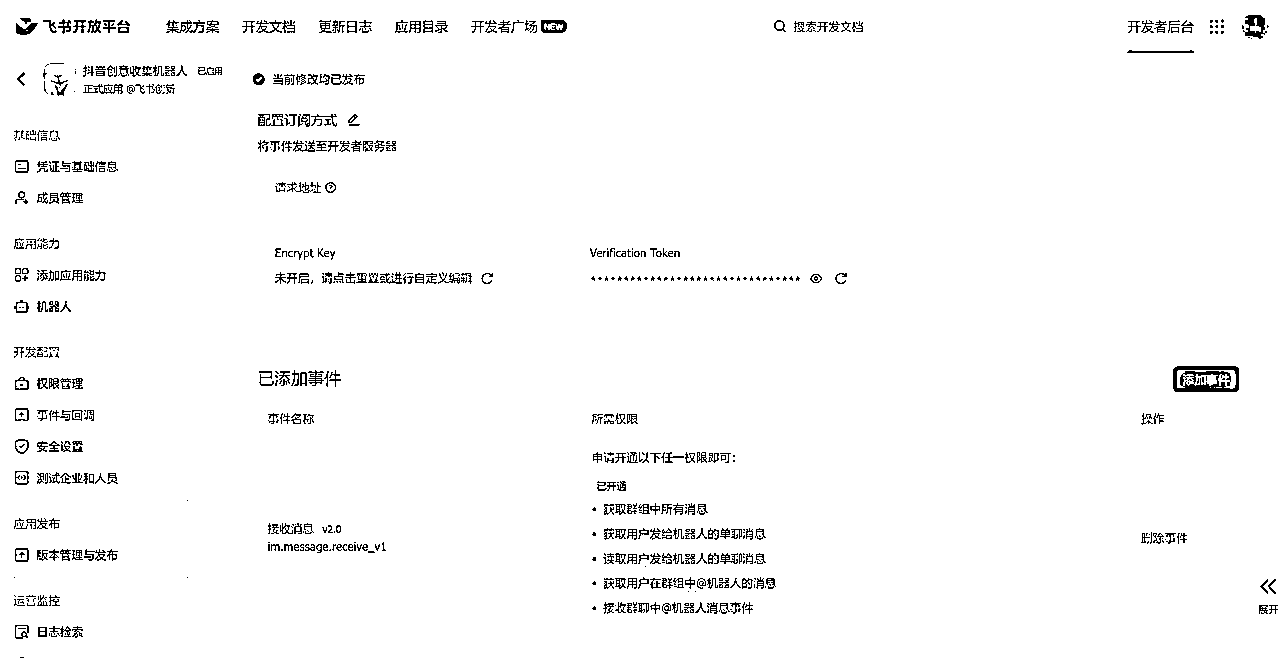 飞书开放平台 集成方案 开发文档 更新日志 应用目录 开发者广场 NEW 搜索开发文档 开发者后台
抖音创意收集机器人 已启用
正式应用 @飞书创新
当前修改均已发布
配置订阅方式
将事件发送至开发者服务器
请求地址
Encrypt Key
Verification Token
未开启，请点击重置或进行自定义编辑
********************************
基础信息
凭证与基础信息
成员管理
应用能力
添加应用能力
机器人
开发配置
权限管理
事件与回调
安全设置
测试企业和人员
应用发布
版本管理与发布
运营监控
日志检索
已添加事件
添加事件
事件名称 所需权限 操作
接收消息 v2.0
im.message.receive_v1
申请开通以下任一权限即可：
已开通
• 获取群组中所有消息
• 获取用户发给机器人的单聊消息
• 读取用户发给机器人的单聊消息
• 获取用户在群组中@机器人的消息
• 接收群聊中@机器人消息事件
删除事件
展开